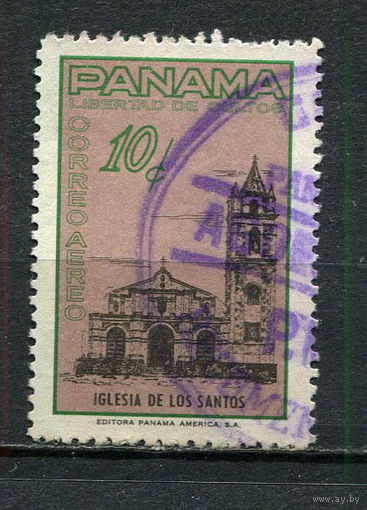 PANAMA
LIBERTAD DE CULTOS
CORREO AEREO
10¢
IGLESIA DE LOS SANTOS
EDITORA PANAMA AMERICA, S.A.
www.ay.by